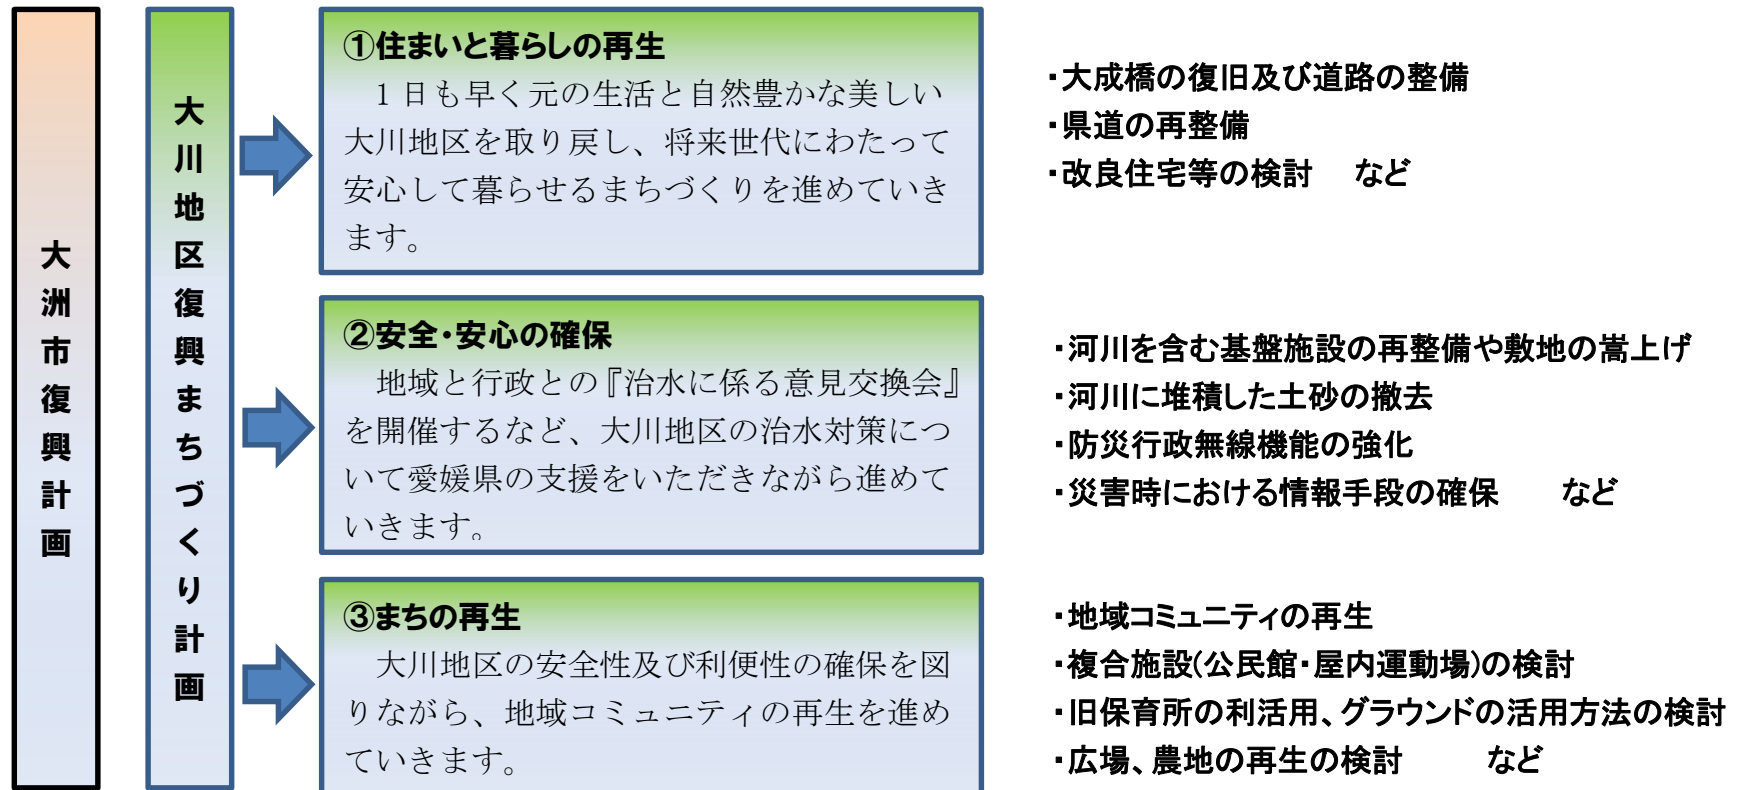 大洲市復興計画
大川地区復興まちづくり計画
①住まいと暮らしの再生
1日も早く元の生活と自然豊かな美しい
大川地区を取り戻し、将来世代にわたって
安心して暮らせるまちづくりを進めていき
ます。
・大成橋の復旧及び道路の整備
・県道の再整備
・改良住宅等の検討　など
②安全・安心の確保
地域と行政との『治水に係る意見交換会』
を開催するなど、大川地区の治水対策につ
いて愛媛県の支援をいただきながら進めて
いきます。
・河川を含む基盤施設の再整備や敷地の嵩上げ
・河川に堆積した土砂の撤去
・防災行政無線機能の強化
・災害時における情報手段の確保　　など
③まちの再生
大川地区の安全性及び利便性の確保を図
りながら、地域コミュニティの再生を進め
ていきます。
・地域コミュニティの再生
・複合施設(公民館・屋内運動場)の検討
・旧保育所の利活用、グラウンドの活用方法の検討
・広場、農地の再生の検討　　など